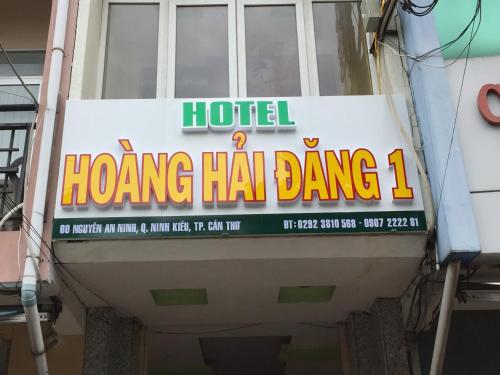 HOTEL
HOÀNG HẢI ĐĂNG 1
60 NGUYỄN AN NINH, Q. NINH KIỀU, TP. CẦN THƠ ĐT: 0292 3810 569 - 0907 2222 81